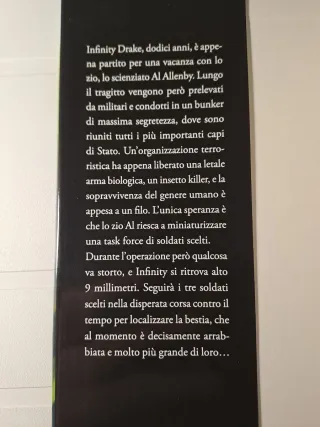 Infinity Drake, dodici anni, è appe-
na partito per una vacanza con lo
zio, lo scienziato Al Allenby. Lungo
il tragitto vengono però prelevati
da militari e condotti in un bunker
di massima segretezza, dove sono
riuniti tutti i più importanti capi
di Stato. Un'organizzazione terro-
ristica ha appena liberato una letale
arma biologica, un insetto killer, e la
sopravvivenza del genere umano è
appesa a un filo. L'unica speranza è
che lo zio Al riesca a miniaturizzare
una task force di soldati scelti.
Durante l'operazione però qualcosa
va storto, e Infinity si ritrova alto
9 millimetri. Seguirà i tre soldati
scelti nella disperata corsa contro il
tempo per localizzare la bestia, che
al momento è decisamente arrab-
biata e molto più grande di loro...